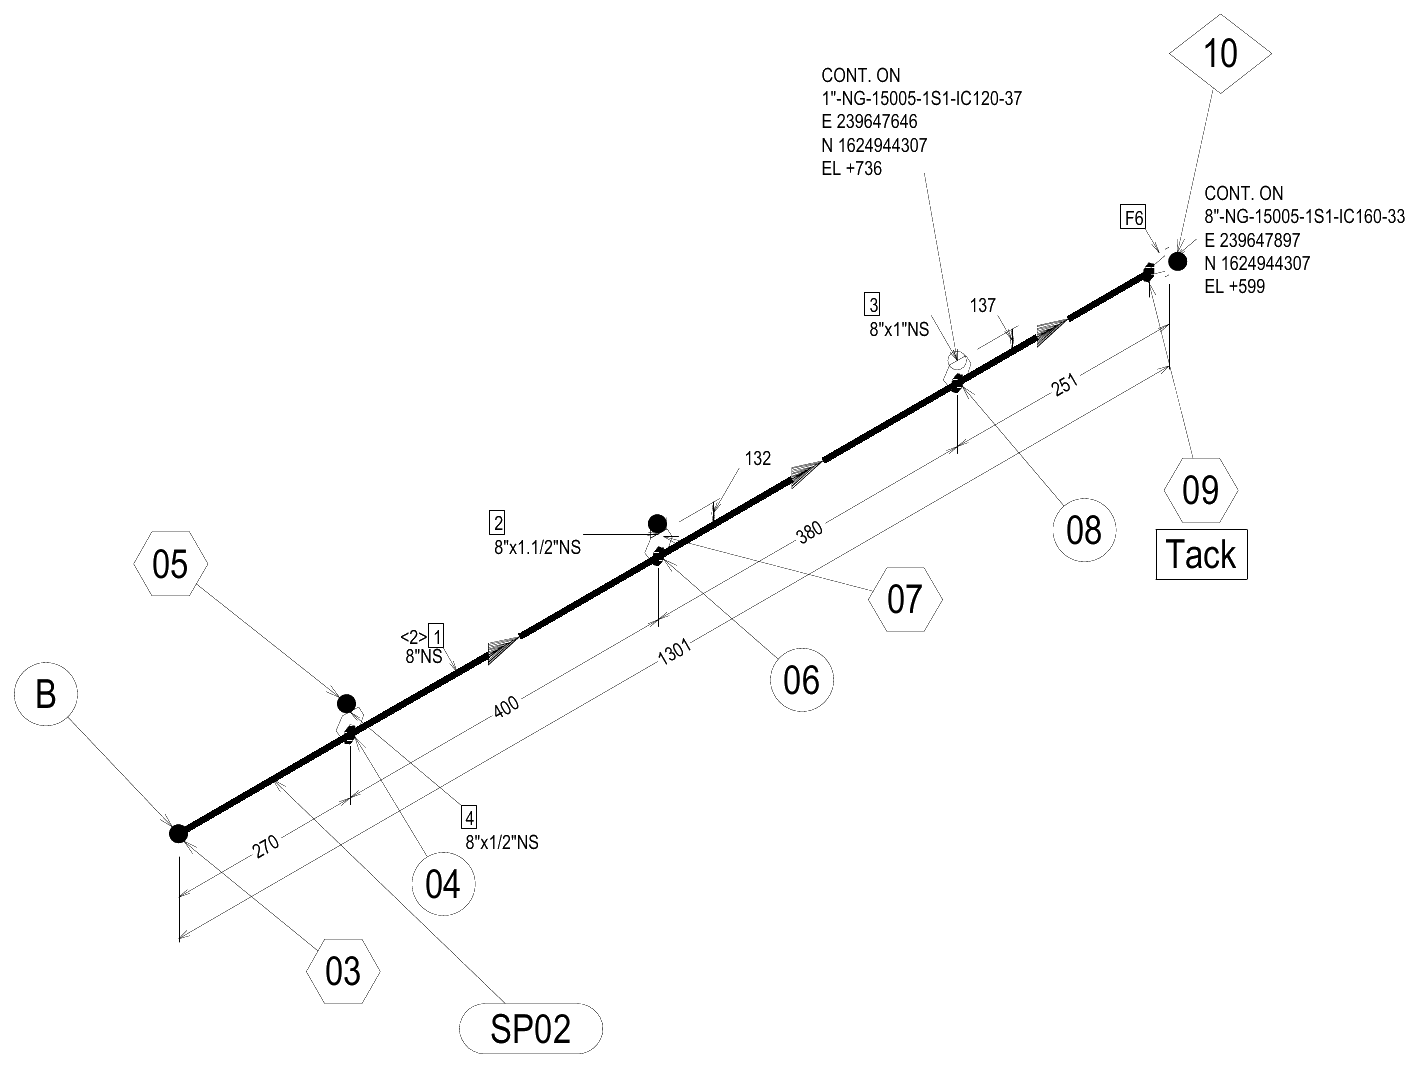 10
CONT. ON
1"-NG-15005-1S1-IC120-37
E 239647646
N 1624944307
EL +736
CONT. ON
8"-NG-15005-1S1-IC160-33
E 239647897
N 1624944307
EL +599
F6
3
8"x1"NS
137
251
132
09
Tack
2
8"x1.1/2"NS
380
08
05
07
<2> 1
8"NS
1301
06
B
400
4
8"x1/2"NS
270
04
03
SP02